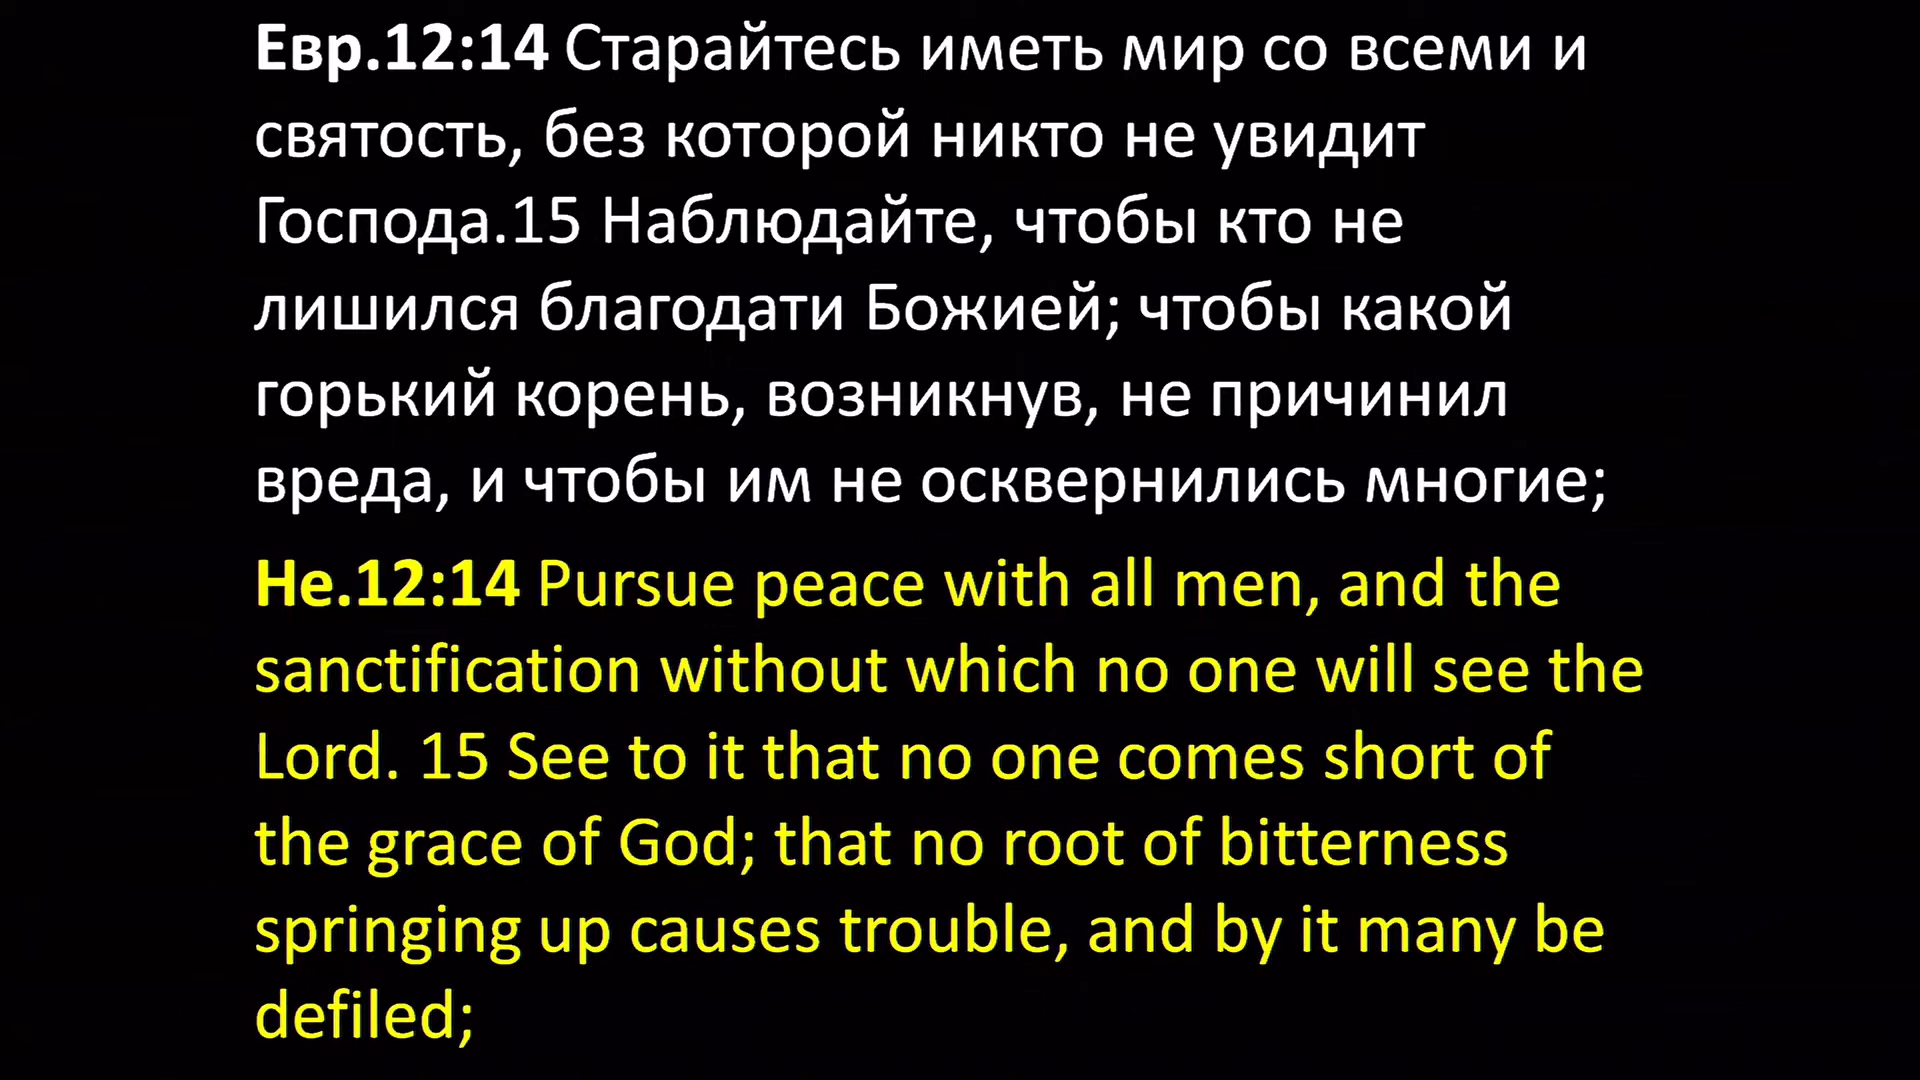 Евр.12:14 Старайтесь иметь мир со всеми и
святость, без которой никто не увидит
Господа.15 Наблюдайте, чтобы кто не
лишился благодати Божией; чтобы какой
горький корень, возникнув, не причинил
вреда, и чтобы им не осквернились многие;
He.12:14 Pursue peace with all men, and the
sanctification without which no one will see the
Lord. 15 See to it that no one comes short of
the grace of God; that no root of bitterness
springing up causes trouble, and by it many be
defiled;